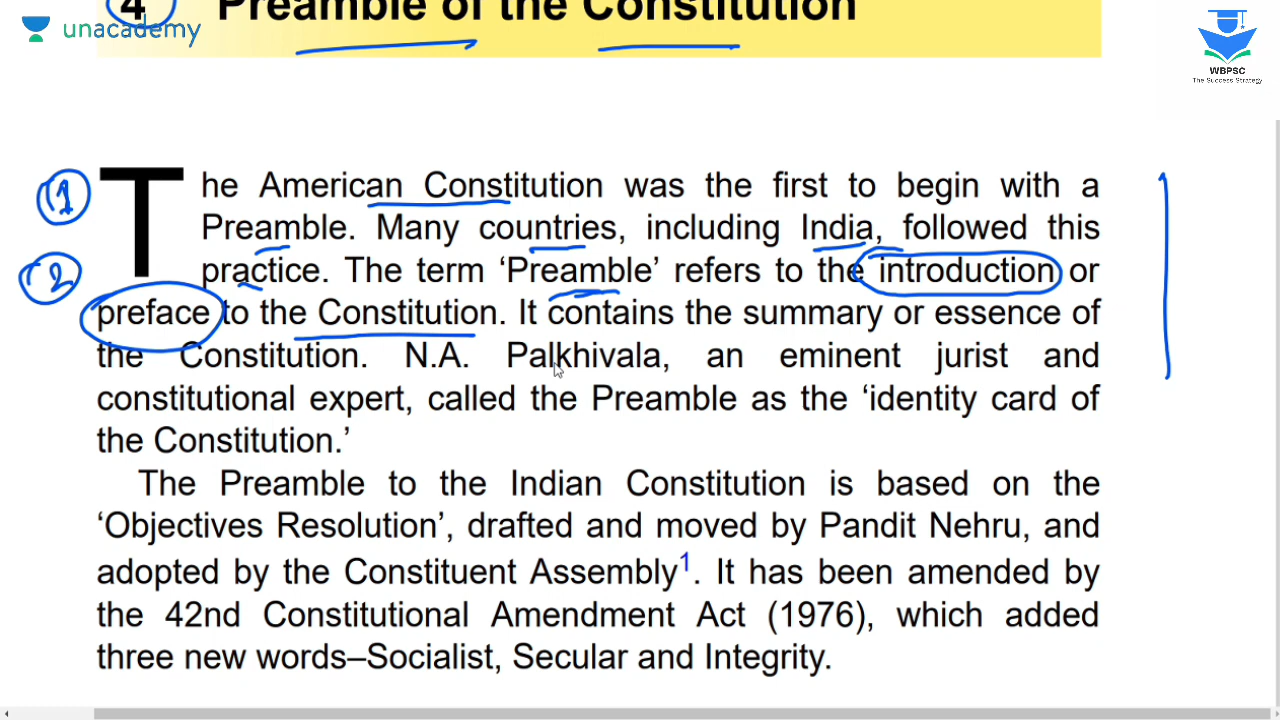 4 Preamble of the Constitution
unacademy
WBPSC
The Success Strategy
1
The American Constitution was the first to begin with a
Preamble. Many countries, including India, followed this
2
practice. The term ‘Preamble’ refers to the introduction or
preface to the Constitution. It contains the summary or essence of
the Constitution. N.A. Palkhivala, an eminent jurist and
constitutional expert, called the Preamble as the ‘identity card of
the Constitution.’
The Preamble to the Indian Constitution is based on the
‘Objectives Resolution’, drafted and moved by Pandit Nehru, and
adopted by the Constituent Assembly1. It has been amended by
the 42nd Constitutional Amendment Act (1976), which added
three new words–Socialist, Secular and Integrity.